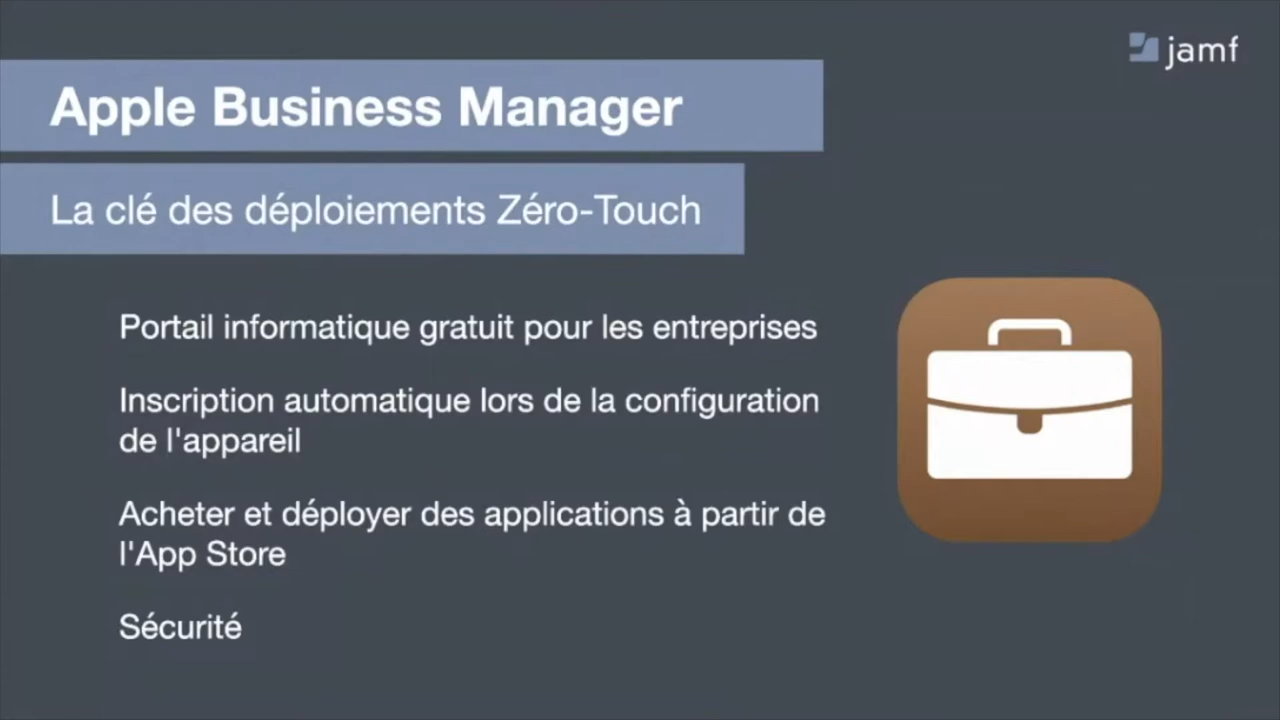 jamf
Apple Business Manager
La clé des déploiements Zéro-Touch
Portail informatique gratuit pour les entreprises
Inscription automatique lors de la configuration
de l'appareil
Acheter et déployer des applications à partir de
l'App Store
Sécurité